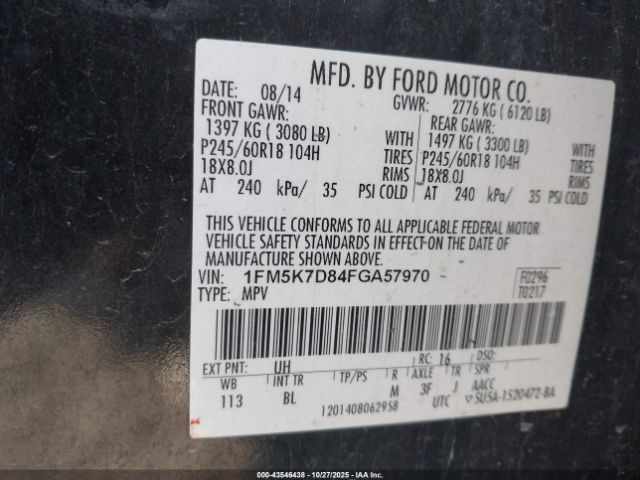 MFD. BY FORD MOTOR CO.
DATE: 08/14 GVWR: 2776 KG ( 6120 LB)
FRONT GAWR: REAR GAWR:
1397 KG ( 3080 LB) WITH 1497 KG ( 3300 LB) WITH
P245/60R18 104H TIRES P245/60R18 104H TIRES
18X8.0J RIMS 18X8.0J RIMS
AT 240 kPa/ 35 PSI COLD AT 240 kPa/ 35 PSI COLD
THIS VEHICLE CONFORMS TO ALL APPLICABLE FEDERAL MOTOR
VEHICLE SAFETY STANDARDS IN EFFECT ON THE DATE OF
MANUFACTURE SHOWN ABOVE.
VIN: 1FM5K7D84FGA57970 F0296
TYPE: MPV T0217
EXT PNT: UH RC: 16 DSO:
WB INT TR TP/PS R AXLE TR SPR
113 BL M 3F J AACC
12014080629S8 UTC ▽ SU5A-1520472-BA
000-43546438 | 10/27/2025 | IAA Inc.